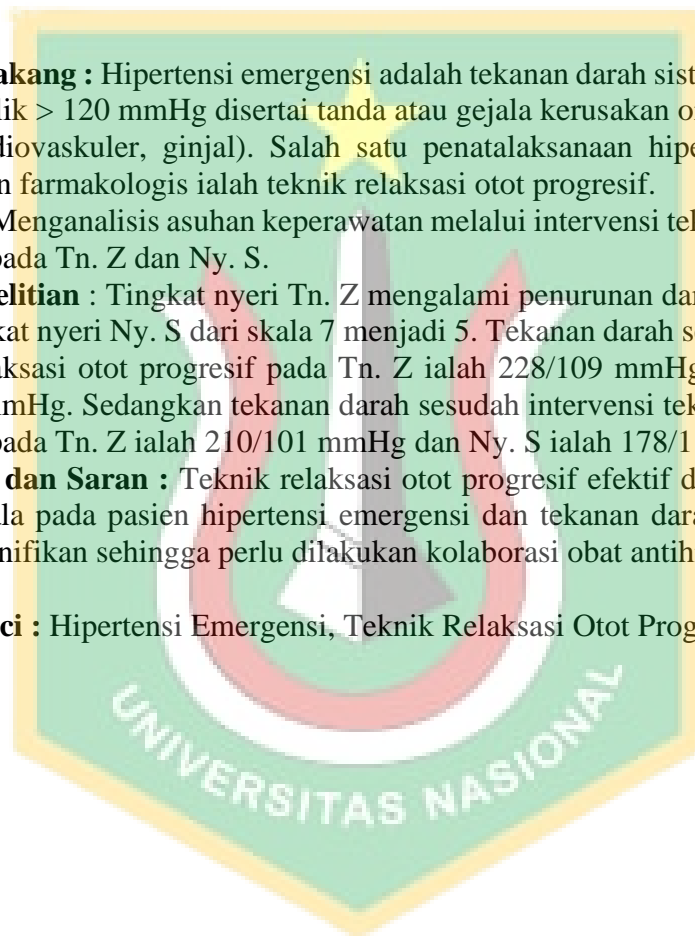 akang : Hipertensi emergensi adalah tekanan darah sist
lik > 120 mmHg disertai tanda atau gejala kerusakan o
diovaskuler, ginjal). Salah satu penatalaksanaan hipe
n farmakologis ialah teknik relaksasi otot progresif.
Menganalisis asuhan keperawatan melalui intervensi tek
pada Tn. Z dan Ny. S.
elitian : Tingkat nyeri Tn. Z mengalami penurunan dar
kat nyeri Ny. S dari skala 7 menjadi 5. Tekanan darah se
aksasi otot progresif pada Tn. Z ialah 228/109 mmHg
mHg. Sedangkan tekanan darah sesudah intervensi tek
pada Tn. Z ialah 210/101 mmHg dan Ny. S ialah 178/1
dan Saran : Teknik relaksasi otot progresif efektif d
ala pada pasien hipertensi emergensi dan tekanan dara
nifikan sehingga perlu dilakukan kolaborasi obat antih
ci : Hipertensi Emergensi, Teknik Relaksasi Otot Prog
UNIVERSITAS NASIONAL